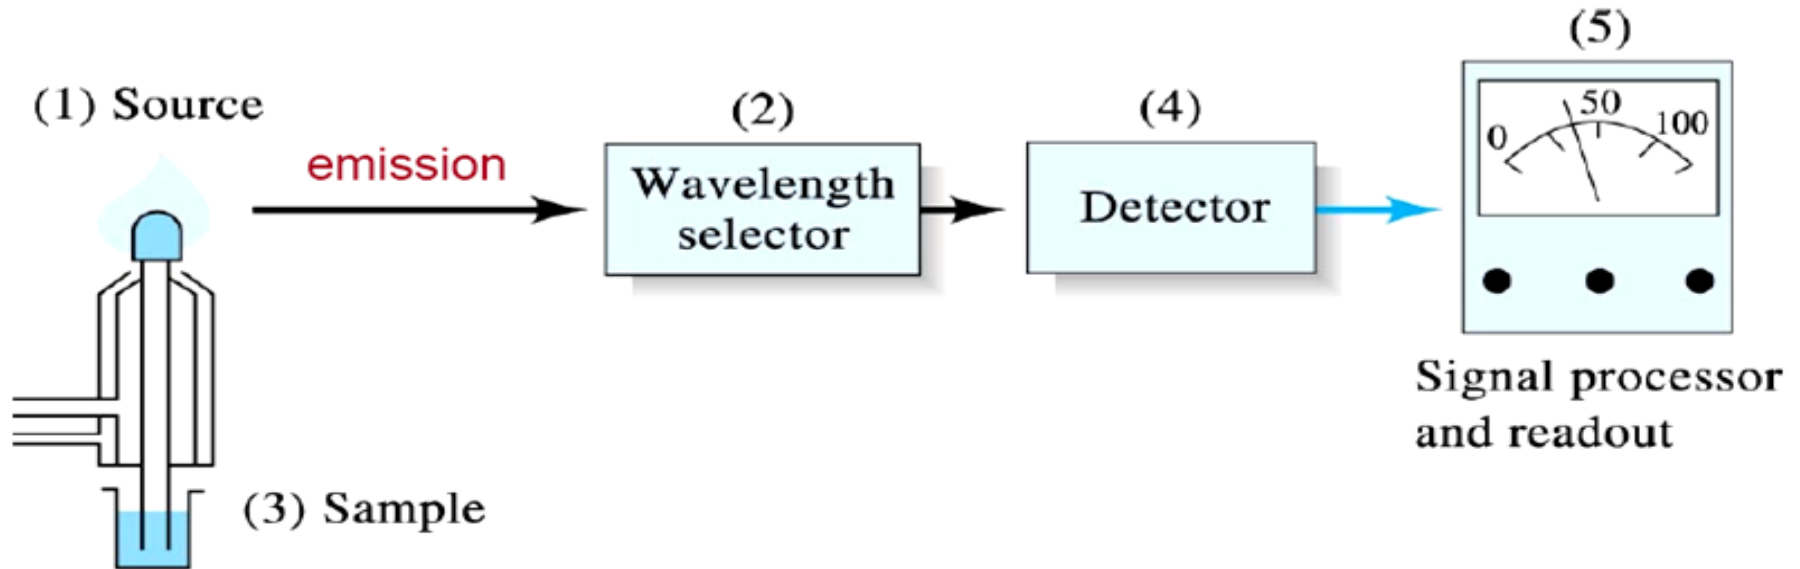 (1) Source
emission
(2)
Wavelength
selector
(4)
Detector
(5)
0 50 100
Signal processor
and readout
(3) Sample